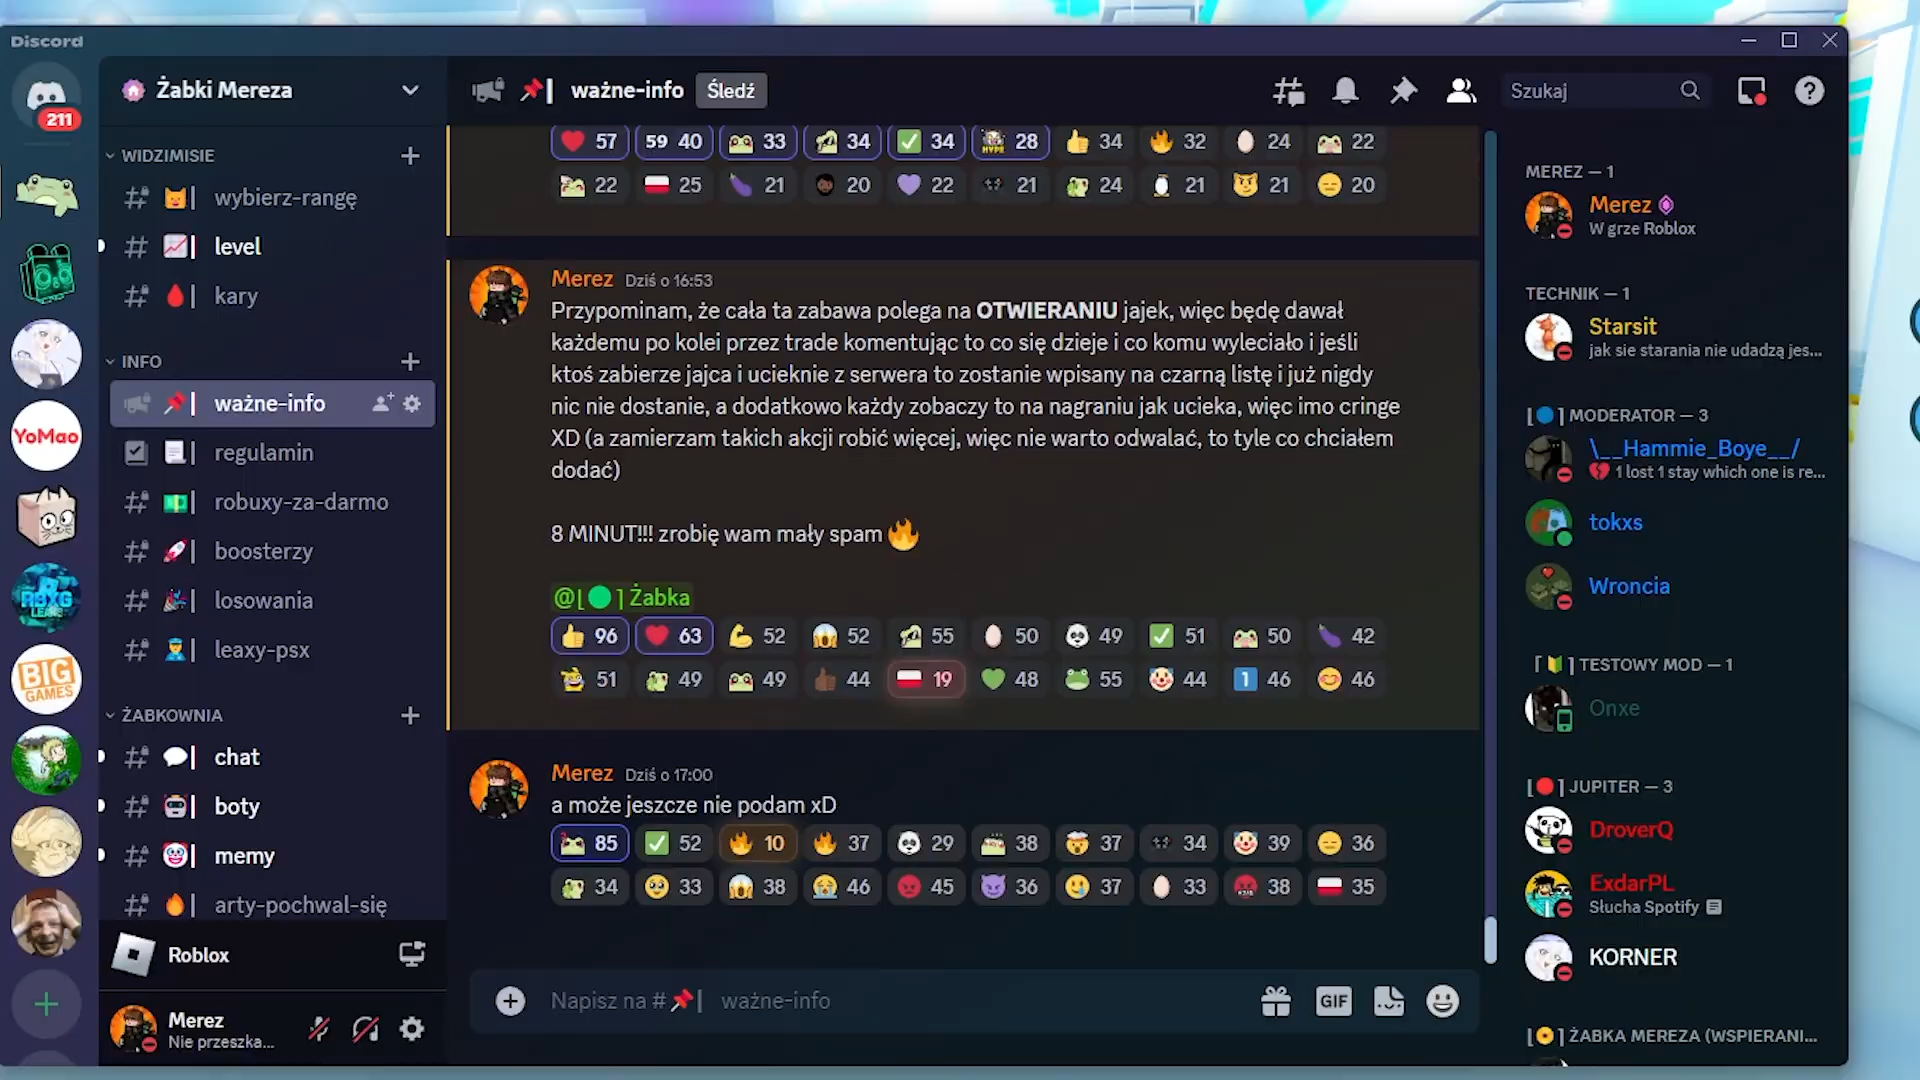 Discord
211
YoMao
RBXG
LEAKS
BIG
GAMES
Żabki Mereza
WIDZIMISIE
wybierz-rangę
level
kary
INFO
ważne-info
regulamin
robuxy-za-darmo
boosterzy
losowania
leaxy-psx
ŻABKOWNIA
chat
boty
memy
arty-pochwal-się
Roblox
Merez
Nie przeszka...
ważne-info Śledź
Szukaj
57 59 40 33 34 34 HYPE 28 34 32 24 22
22 25 21 20 22 21 24 21 21 20
Merez Dziś o 16:53
Przypominam, że cała ta zabawa polega na OTWIERANIU jajek, więc będę dawał
każdemu po kolei przez trade komentując to co się dzieje i co komu wyleciało i jeśli
ktoś zabierze jajca i ucieknie z serwera to zostanie wpisany na czarną listę i już nigdy
nic nie dostanie, a dodatkowo każdy zobaczy to na nagraniu jak ucieka, więc imo cringe
XD (a zamierzam takich akcji robić więcej, więc nie warto odwalać, to tyle co chciałem
dodać)
8 MINUT!!! zrobię wam mały spam
@[ ] Żabka
96 63 52 52 55 50 49 51 50 42
51 49 49 44 19 48 55 44 1 46 46
Merez Dziś o 17:00
a może jeszcze nie podam xD
85 52 10 37 29 38 37 34 39 36
34 33 38 46 45 36 37 33 38 35
Napisz na # ważne-info
GIF
MEREZ — 1
Merez
W grze Roblox
TECHNIK — 1
Starsit
jak sie starania nie udadzą jes...
[ ] MODERATOR — 3
\__Hammie_Boye__/
1 lost 1 stay which one is re...
tokxs
Wroncia
[ ] TESTOWY MOD — 1
Onxe
[ ] JUPITER — 3
DroverQ
ExdarPL
Słucha Spotify
KORNER
[ ] ŻABKA MEREZA (WSPIERANI...